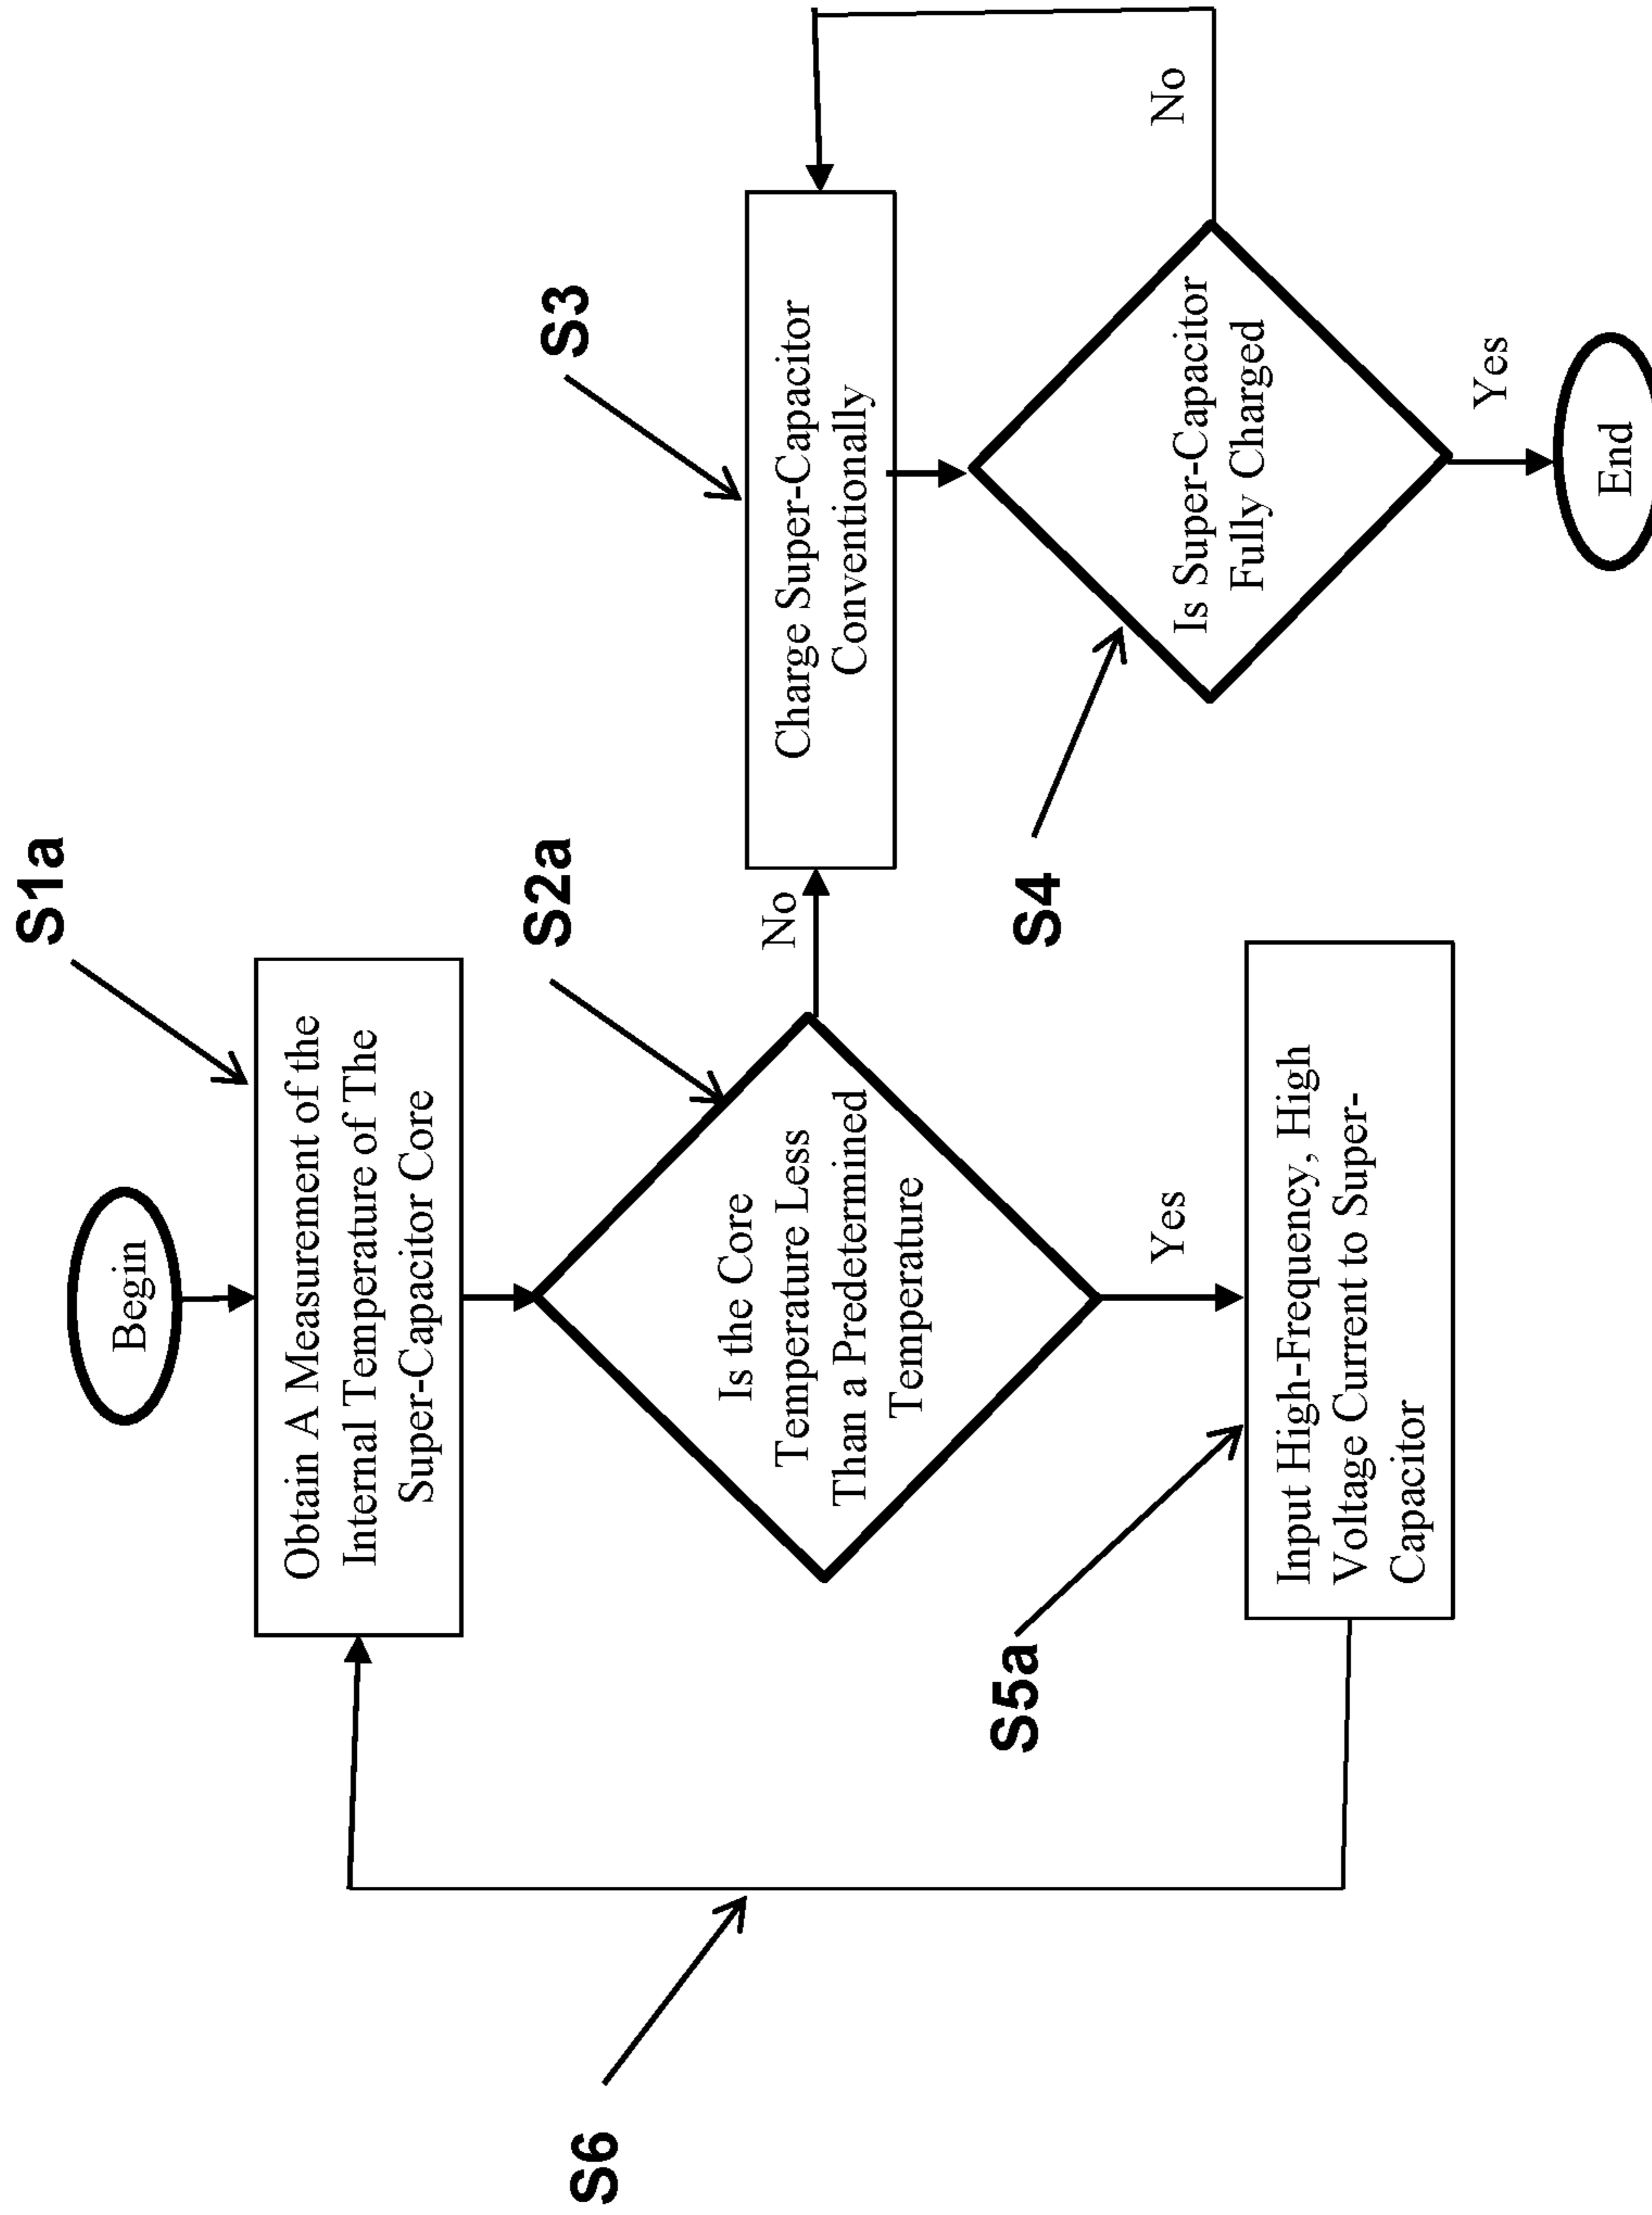 Begin
S1a
Obtain A Measurement of the
Internal Temperature of The
Super-Capacitor Core
S2a
Is the Core
Temperature Less
Than a Predetermined
Temperature
No
Yes
S3
Charge Super-Capacitor
Conventionally
S4
Is Super-Capacitor
Fully Charged
No
Yes
End
S5a
Input High-Frequency, High
Voltage Current to Super-
Capacitor
S6